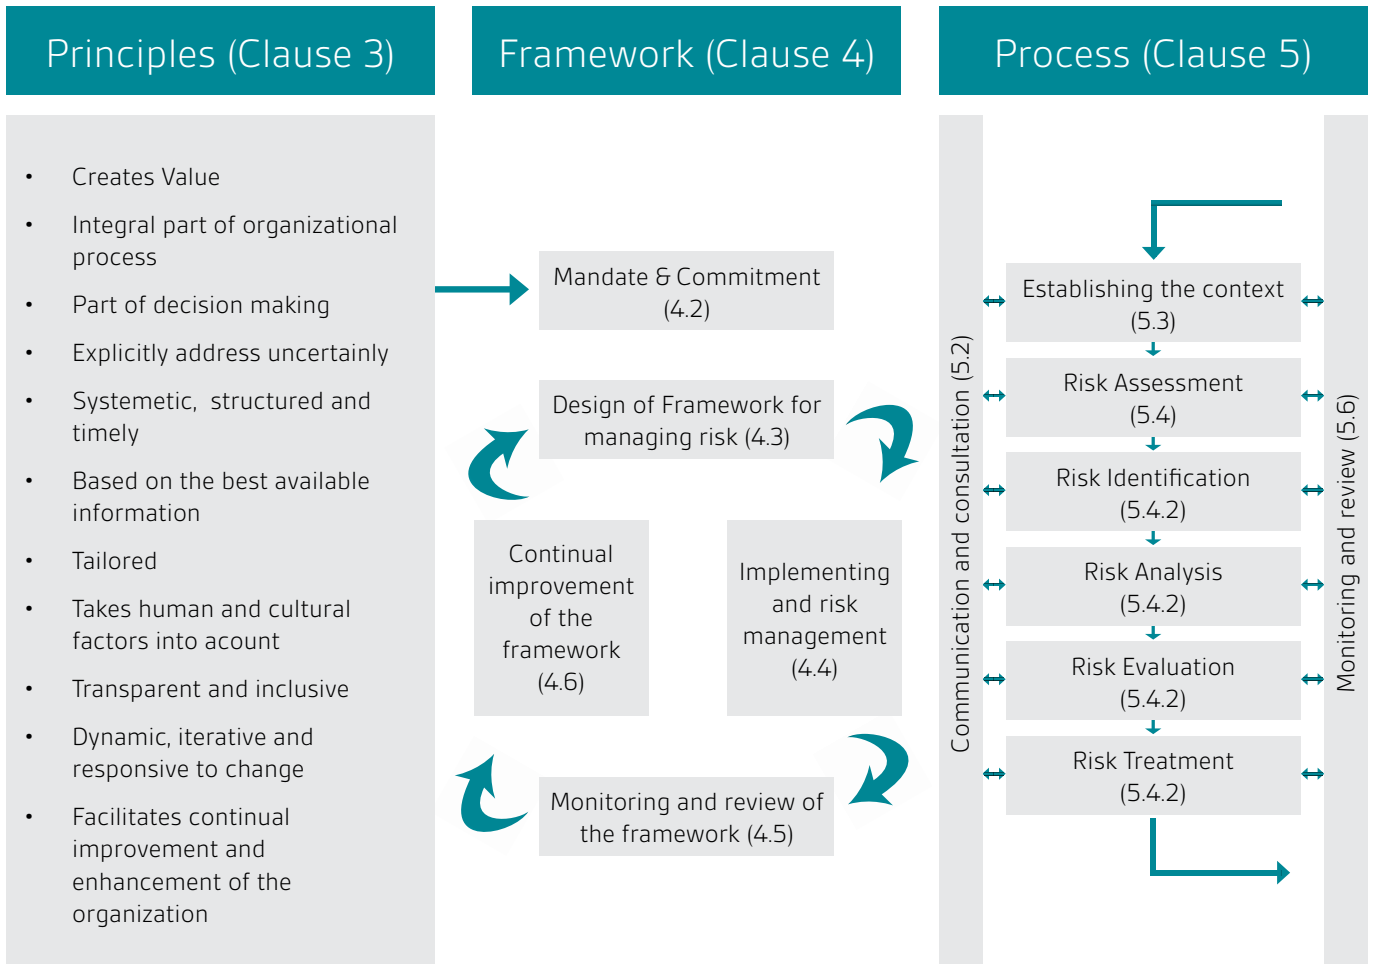 Principles (Clause 3)
• Creates Value
• Integral part of organizational
process
• Part of decision making
• Explicitly address uncertainly
• Systemetic, structured and
timely
• Based on the best available
information
• Tailored
• Takes human and cultural
factors into acount
• Transparent and inclusive
• Dynamic, iterative and
responsive to change
• Facilitates continual
improvement and
enhancement of the
organization
Framework (Clause 4)
Mandate & Commitment
(4.2)
Design of Framework for
managing risk (4.3)
Continual
improvement
of the
framework
(4.6)
Implementing
and risk
management
(4.4)
Monitoring and review of
the framework (4.5)
Process (Clause 5)
Communication and consultation (5.2)
Establishing the context
(5.3)
Risk Assessment
(5.4)
Risk Identification
(5.4.2)
Risk Analysis
(5.4.2)
Risk Evaluation
(5.4.2)
Risk Treatment
(5.4.2)
Monitoring and review (5.6)